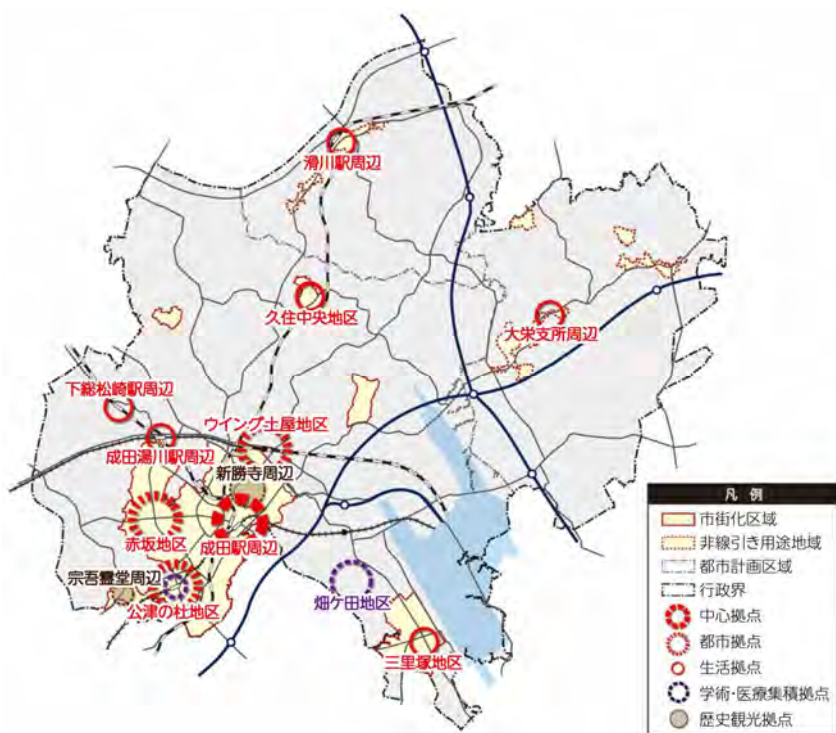 滑川駅周辺
久住中央地区
大栄支所周辺
下総松崎駅周辺
ウイング土屋地区
成田湯川駅周辺
新勝寺周辺
赤坂地区
成田駅周辺
宗吾霊堂周辺
公津の杜地区
畑ケ田地区
三里塚地区
凡例
市街化区域
非線引き用途地域
都市計画区域
行政界
中心拠点
都市拠点
生活拠点
学術・医療集積拠点
歴史観光拠点